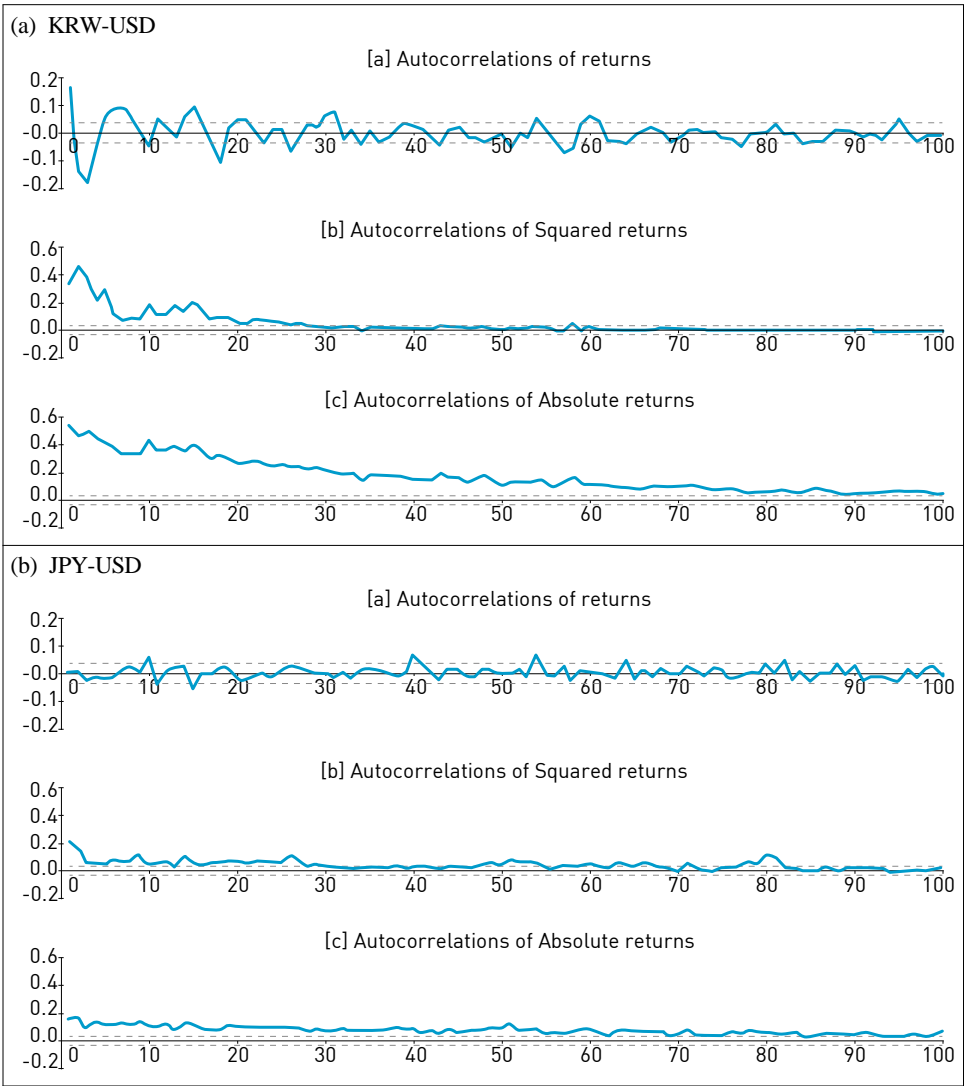 (a) KRW-USD
[a] Autocorrelations of returns
0.2
0.1
-0.0
-0.1
-0.2
0 10 20 30 40 50 60 70 80 90 100
[b] Autocorrelations of Squared returns
0.6
0.4
0.2
0.0
-0.2
0 10 20 30 40 50 60 70 80 90 100
[c] Autocorrelations of Absolute returns
0.6
0.4
0.2
0.0
-0.2
0 10 20 30 40 50 60 70 80 90 100
(b) JPY-USD
[a] Autocorrelations of returns
0.2
0.1
-0.0
-0.1
-0.2
0 10 20 30 40 50 60 70 80 90 100
[b] Autocorrelations of Squared returns
0.6
0.4
0.2
0.0
-0.2
0 10 20 30 40 50 60 70 80 90 100
[c] Autocorrelations of Absolute returns
0.6
0.4
0.2
0.0
-0.2
0 10 20 30 40 50 60 70 80 90 100